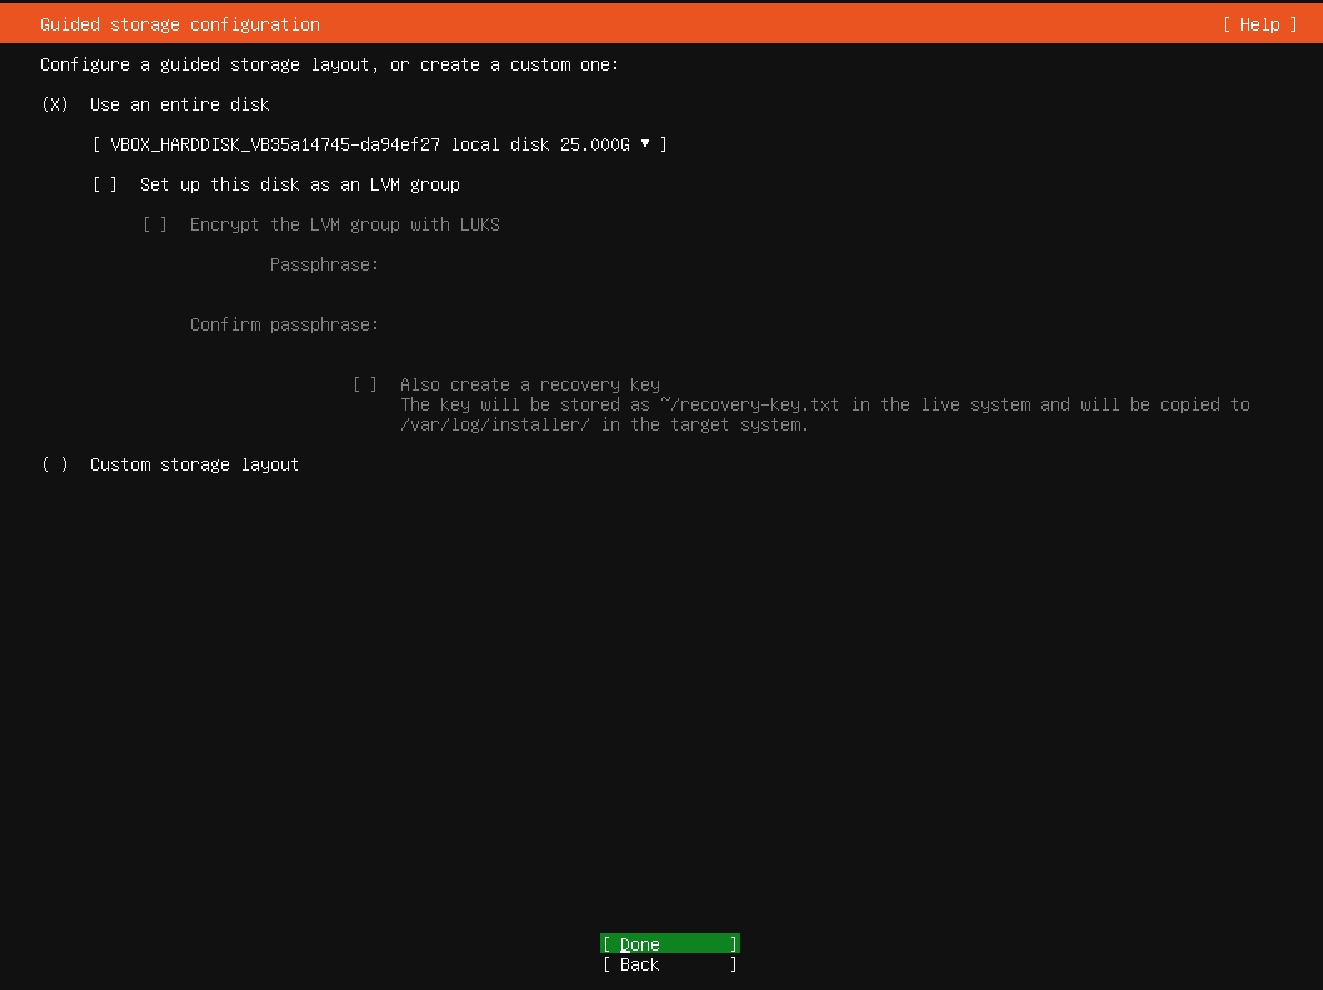 Guided storage configuration [ Help ]
Configure a guided storage layout, or create a custom one:
(X) Use an entire disk
[ VBOX_HARDDISK_VB35a14745-da94ef27 local disk 25.000G ▾ ]
[ ] Set up this disk as an LVM group
[ ] Encrypt the LVM group with LUKS
Passphrase:
Confirm passphrase:
[ ] Also create a recovery key
The key will be stored as ~/recovery-key.txt in the live system and will be copied to
/var/log/installer/ in the target system.
( ) Custom storage layout
[ Done ]
[ Back ]